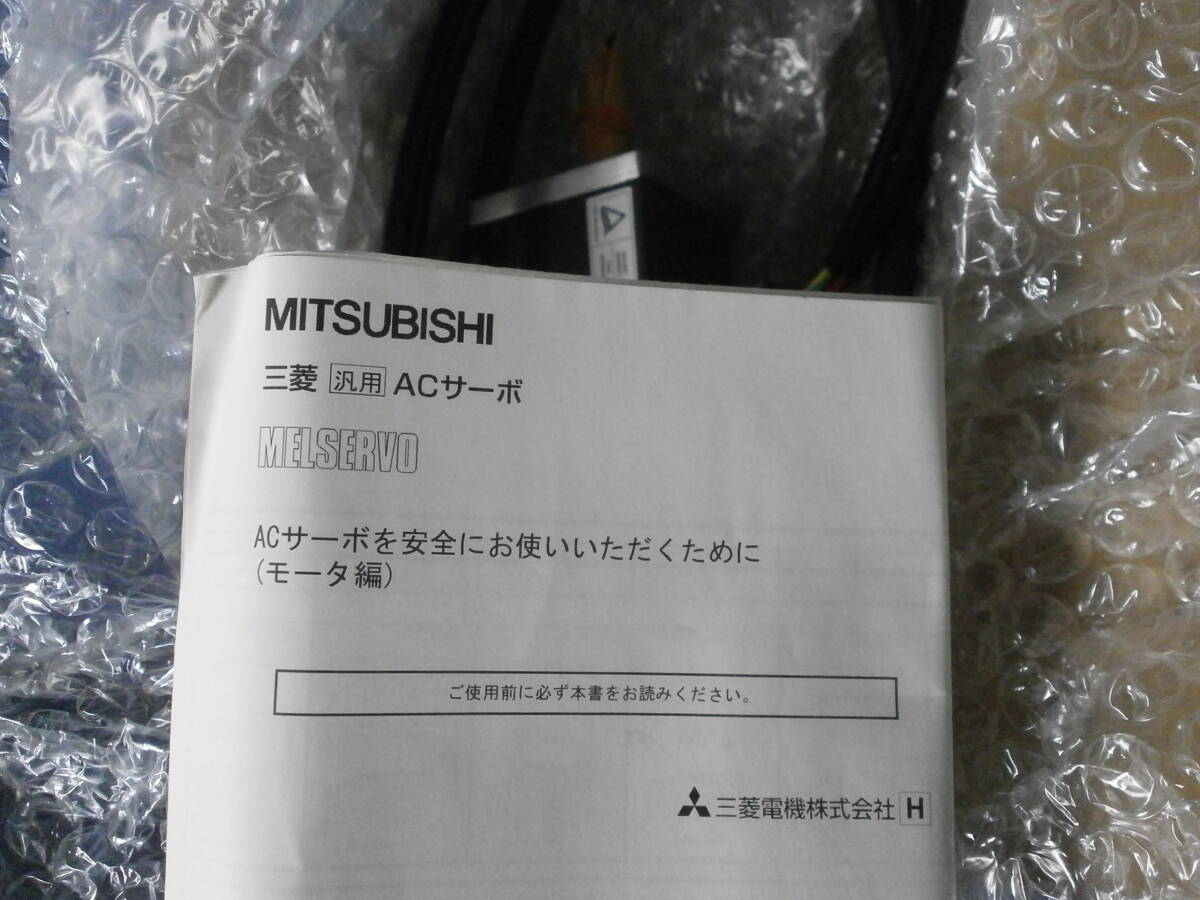 MITSUBISHI
三菱 汎用 ACサーボ
MELSERVO
ACサーボを安全にお使いいただくために
(モータ編)
ご使用前に必ず本書をお読みください。
三菱電機株式会社 H